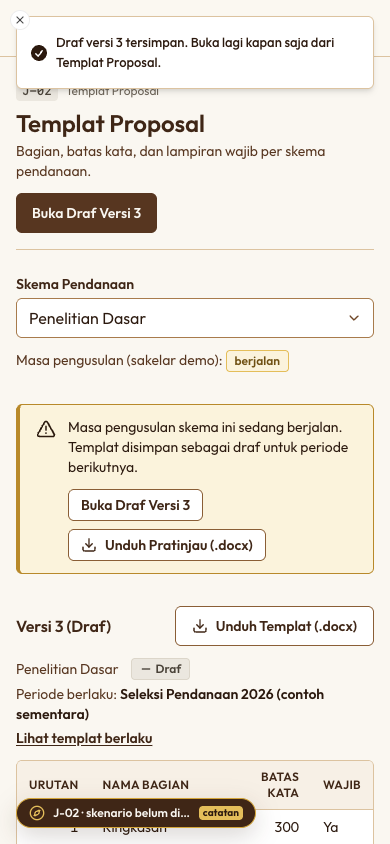 Draf versi 3 tersimpan. Buka lagi kapan saja dari
Templat Proposal.
J-02 Templat Proposal
Templat Proposal
Bagian, batas kata, dan lampiran wajib per skema
pendanaan.
Buka Draf Versi 3
Skema Pendanaan
Penelitian Dasar
Masa pengusulan (sakelar demo): berjalan
Masa pengusulan skema ini sedang berjalan.
Templat disimpan sebagai draf untuk periode
berikutnya.
Buka Draf Versi 3
Unduh Pratinjau (.docx)
Versi 3 (Draf)
Unduh Templat (.docx)
Penelitian Dasar — Draf
Periode berlaku: Seleksi Pendanaan 2026 (contoh
sementara)
Lihat templat berlaku
URUTAN NAMA BAGIAN BATAS KATA WAJIB
J-02 · skenario belum di... catatan
1 Ringkasan 300 Ya